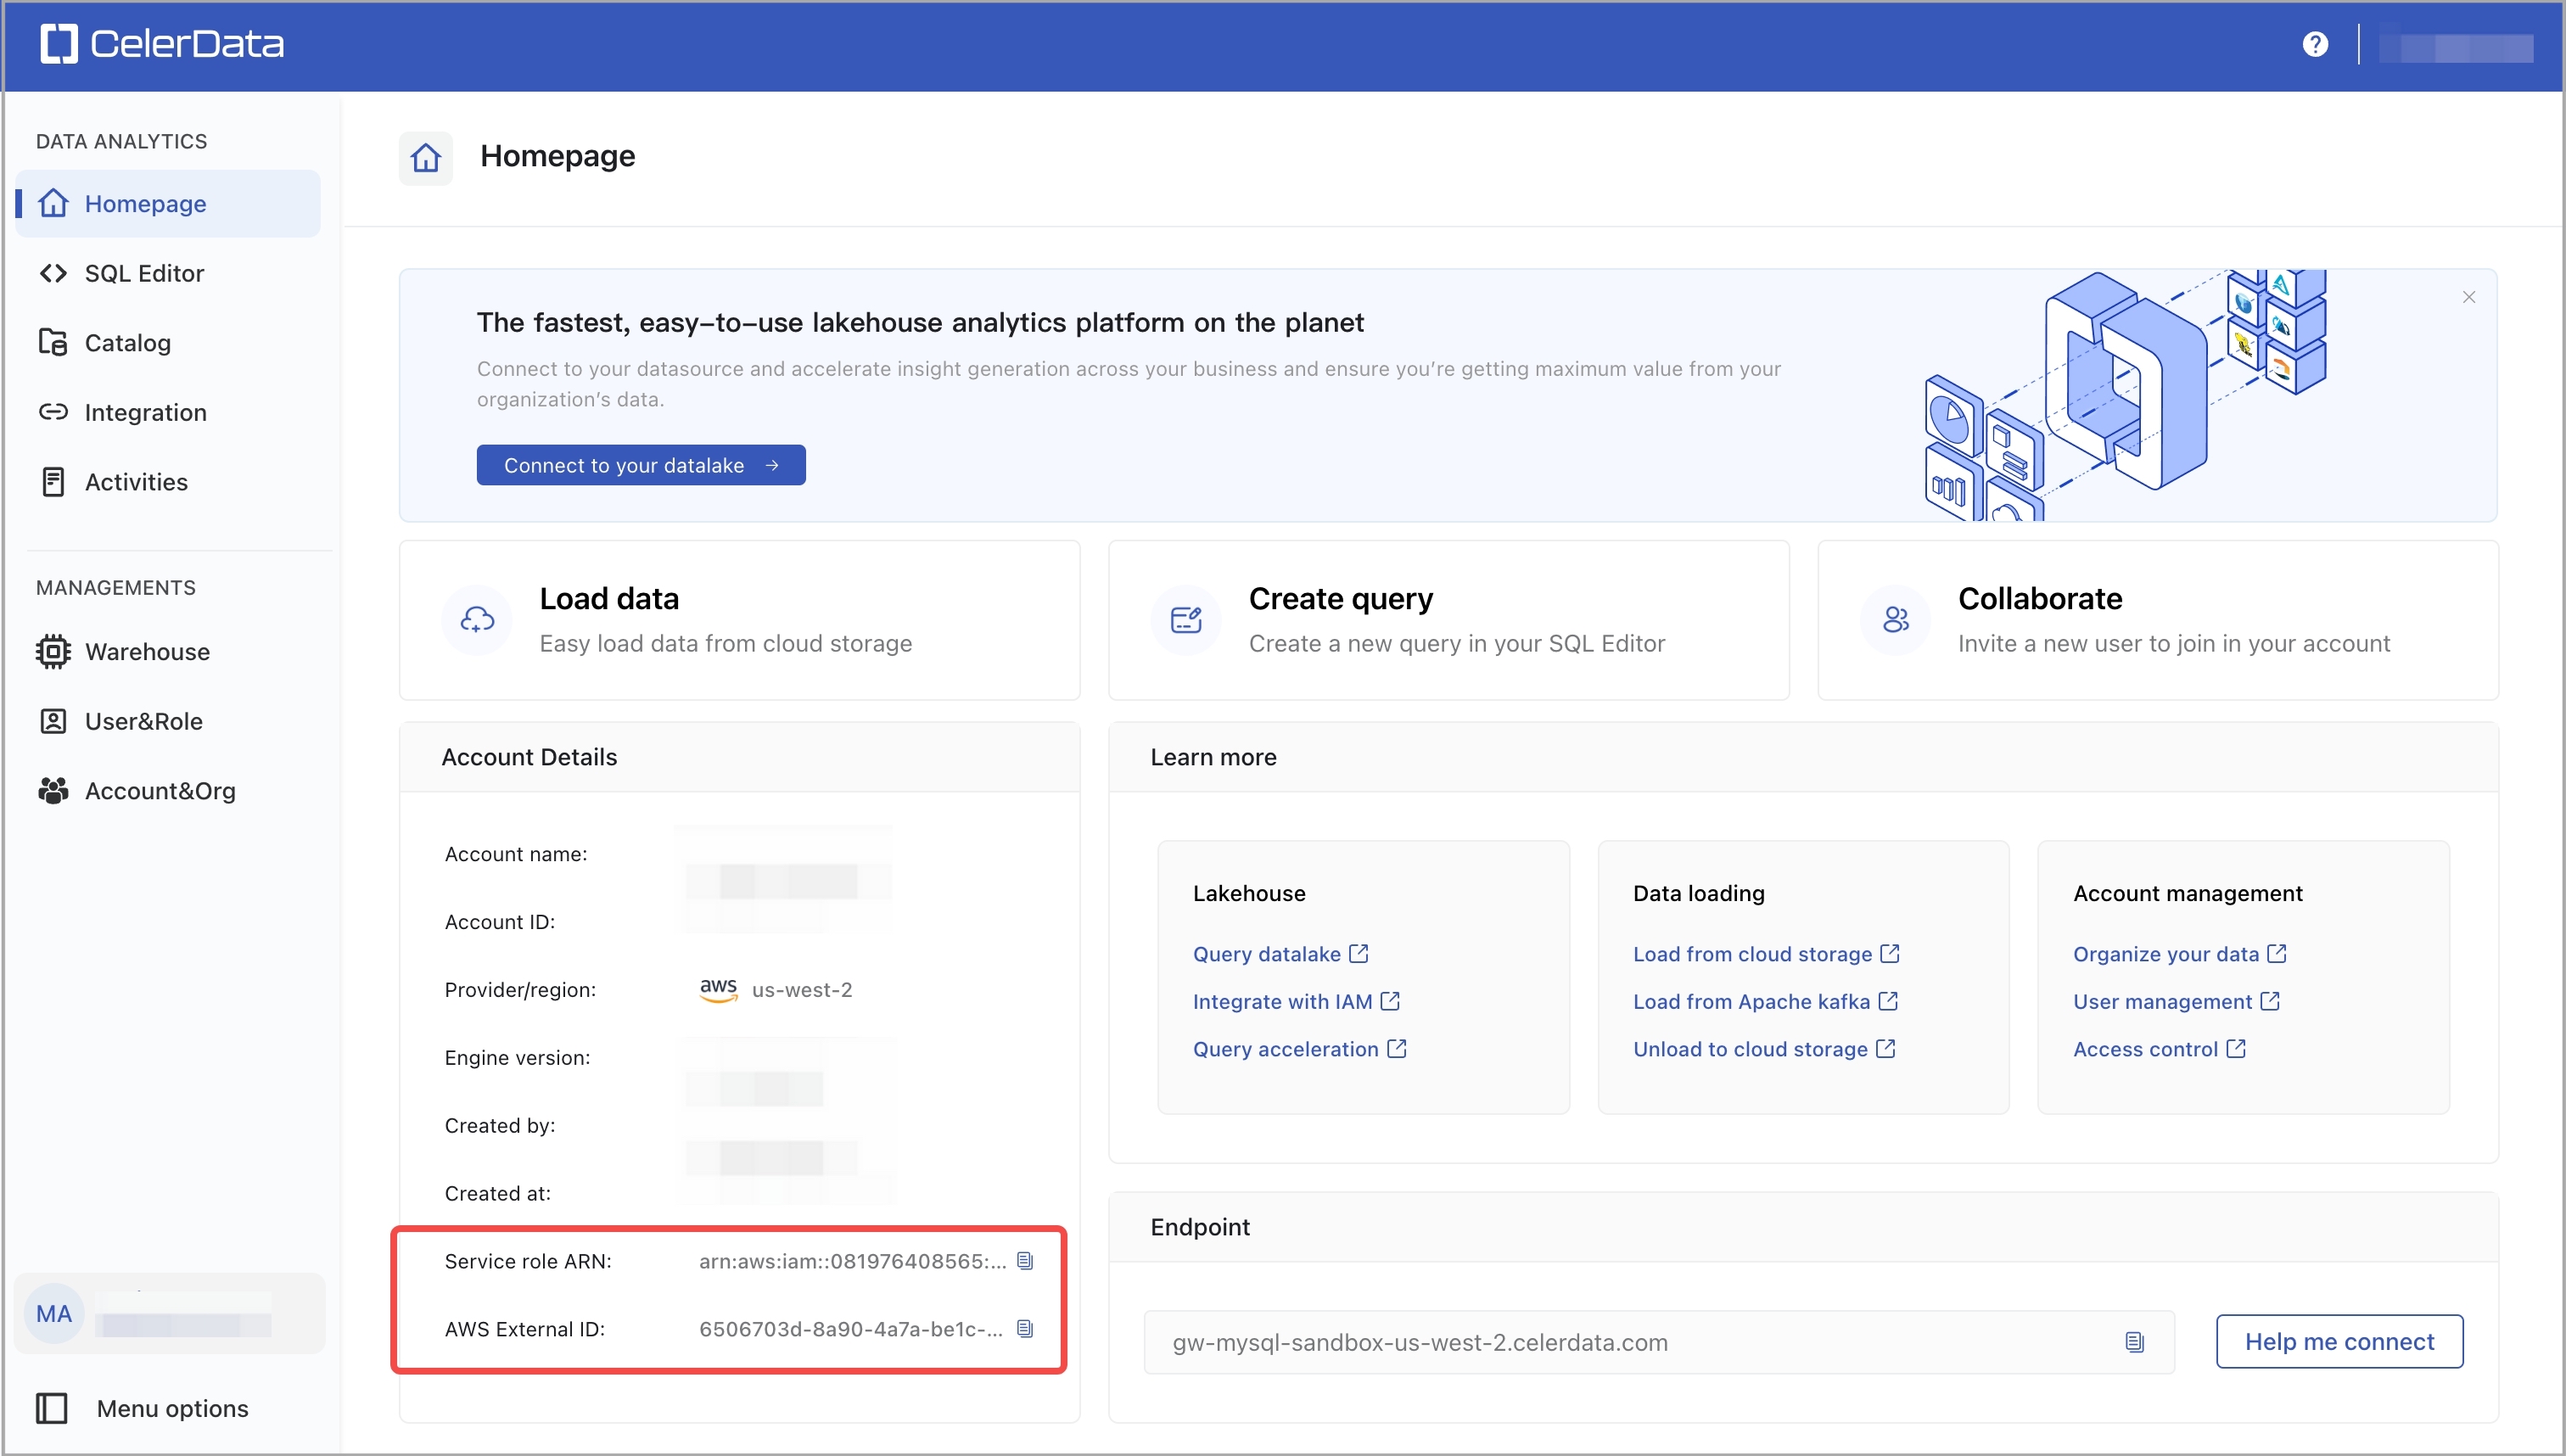 CelerData
DATA ANALYTICS
Homepage
SQL Editor
Catalog
Integration
Activities
MANAGEMENTS
Warehouse
User&Role
Account&Org
MA
Menu options
Homepage
The fastest, easy-to-use lakehouse analytics platform on the planet
Connect to your datasource and accelerate insight generation across your business and ensure you're getting maximum value from your
organization's data.
Connect to your datalake →
Load data
Easy load data from cloud storage
Create query
Create a new query in your SQL Editor
Collaborate
Invite a new user to join in your account
Account Details
Account name:
Account ID:
Provider/region: aws us-west-2
Engine version:
Created by:
Created at:
Service role ARN: arn:aws:iam::081976408565:...
AWS External ID: 6506703d-8a90-4a7a-be1c-...
Learn more
Lakehouse
Query datalake
Integrate with IAM
Query acceleration
Data loading
Load from cloud storage
Load from Apache kafka
Unload to cloud storage
Account management
Organize your data
User management
Access control
Endpoint
gw-mysql-sandbox-us-west-2.celerdata.com
Help me connect